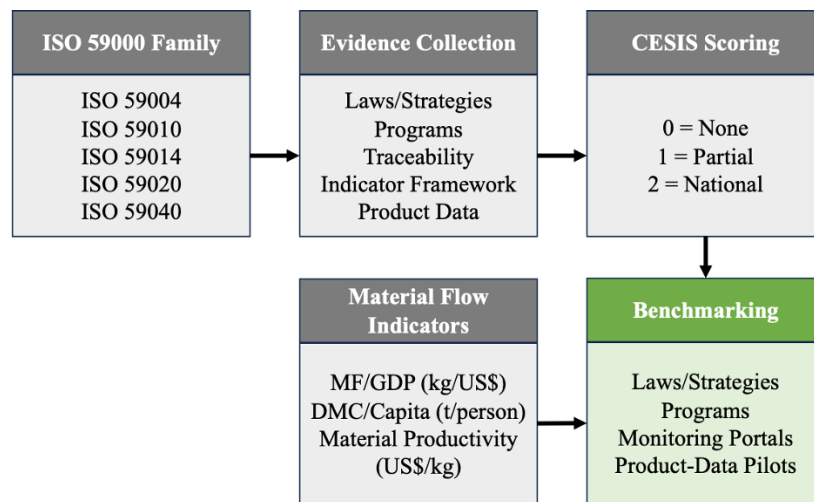 ISO 59000 Family
ISO 59004
ISO 59010
ISO 59014
ISO 59020
ISO 59040
Evidence Collection
Laws/Strategies
Programs
Traceability
Indicator Framework
Product Data
CESIS Scoring
0 = None
1 = Partial
2 = National
Material Flow
Indicators
MF/GDP (kg/US$)
DMC/Capita (t/person)
Material Productivity
(US$/kg)
Benchmarking
Laws/Strategies
Programs
Monitoring Portals
Product-Data Pilots